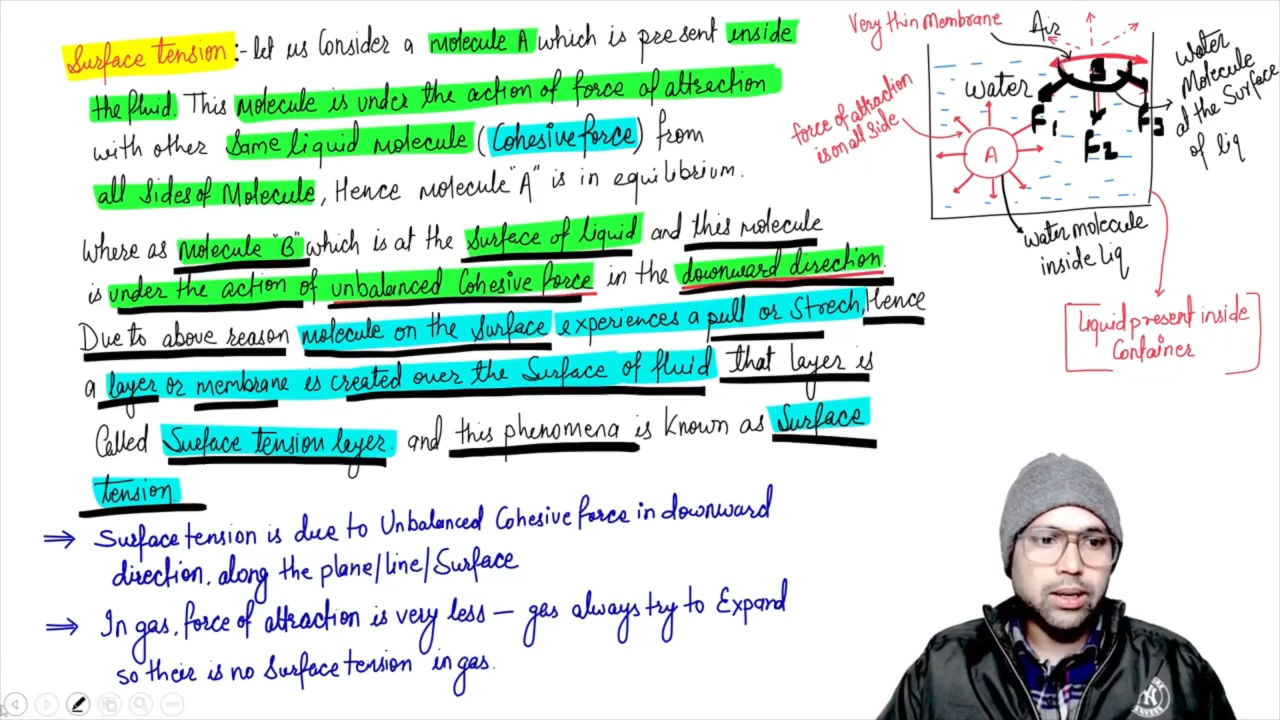 Surface tension :- let us Consider a molecule A which is present inside
the fluid. This molecule is under the action of force of attraction
with other Same liquid molecule (Cohesive force) from
all Sides of Molecule, Hence molecule "A" is in equilibrium.
Where as molecule "B" which is at the Surface of liquid and this molecule
is under the action of unbalanced Cohesive force in the downward direction.
Due to above reason molecule on the Surface experiences a pull or Strech, Hence
a layer or membrane is created over the Surface of fluid that layer is
Called Surface tension layer. and this phenomena is known as Surface
tension.
⇒ Surface tension is due to Unbalanced Cohesive force in downward
direction, along the plane/line/Surface
⇒ In gas, force of attraction is very less – gas always try to Expand
so their is no Surface tension in gas.
Very thin Membrane
Air
Water
Molecule
at the Surface
of liq
water
force of attraction
is on all Side
A
B
F1
F2
F3
water molecule
inside Liq
Liquid present inside
Container